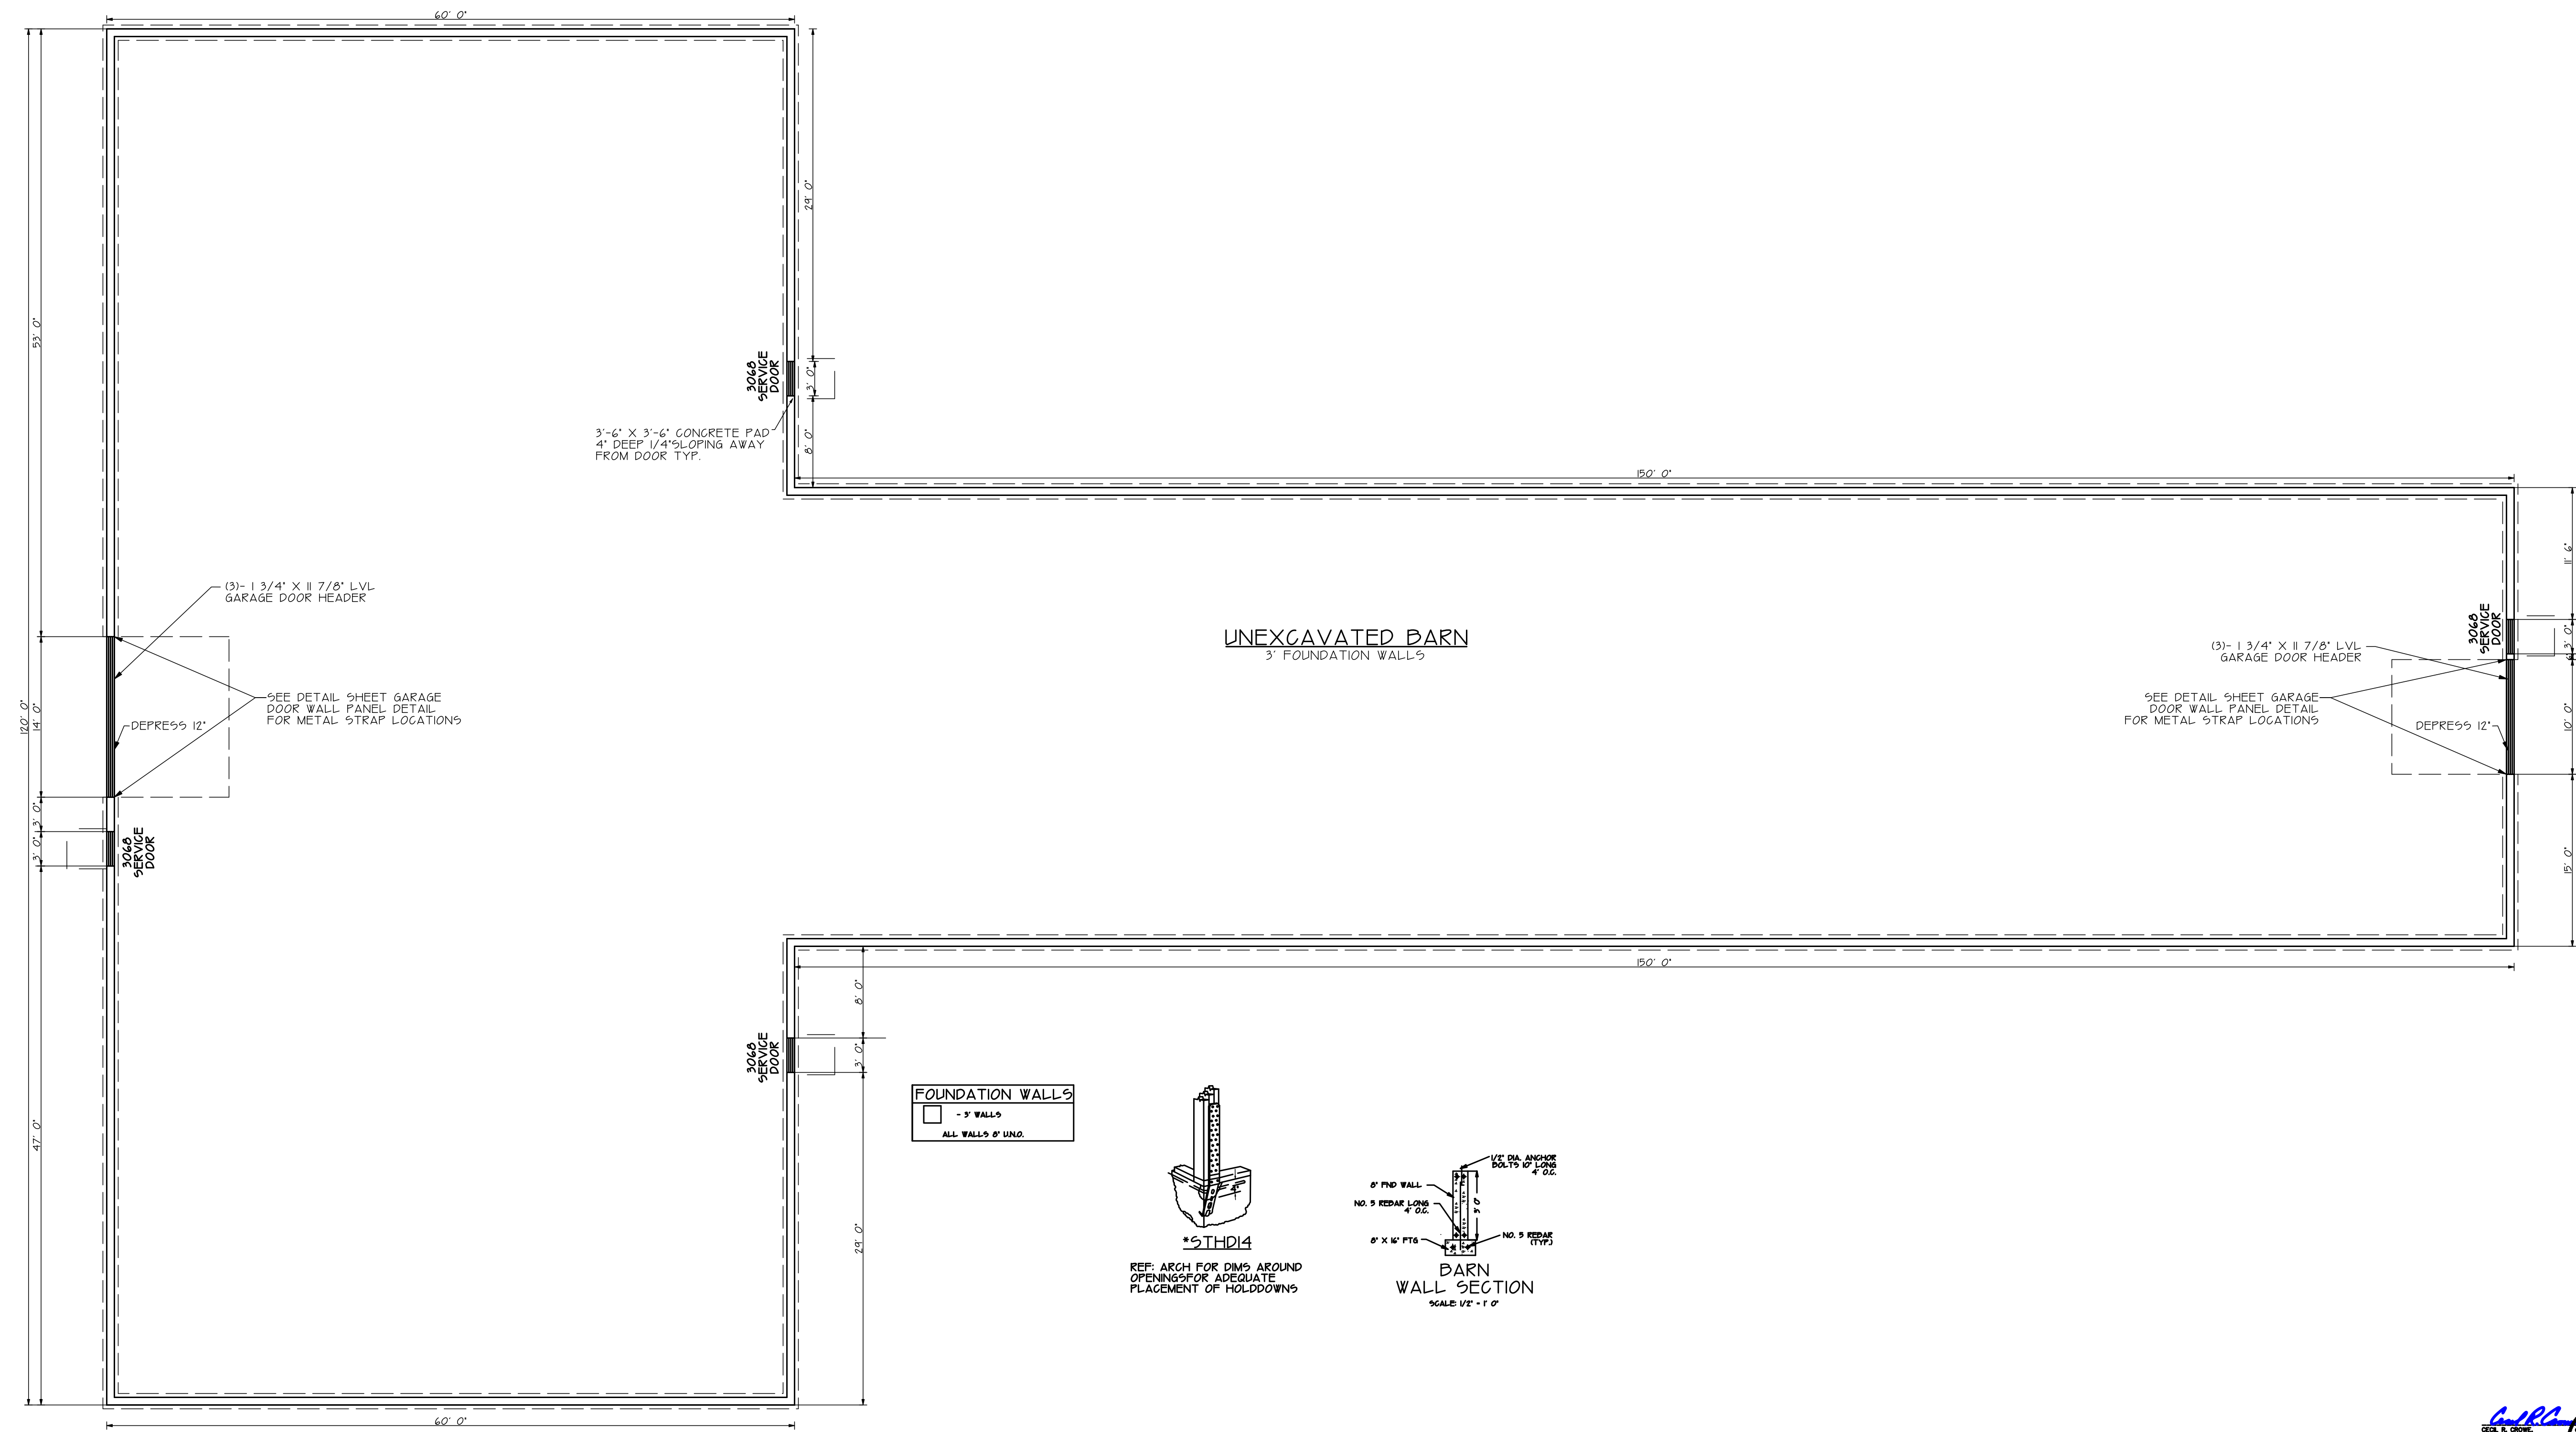 60' 0"
29' 0"
53' 0"
3068
SERVICE
DOOR
3' 0"
3'-6" X 3'-6" CONCRETE PAD
4" DEEP 1/4"SLOPING AWAY
FROM DOOR TYP.
8' 0"
150' 0"
11' 6"
(3)- 1 3/4" X 11 7/8" LVL
GARAGE DOOR HEADER
UNEXCAVATED BARN
3' FOUNDATION WALLS
3068
SERVICE
DOOR
3' 0"
6"
(3)- 1 3/4" X 11 7/8" LVL
GARAGE DOOR HEADER
120' 0"
14' 0"
SEE DETAIL SHEET GARAGE
DOOR WALL PANEL DETAIL
FOR METAL STRAP LOCATIONS
DEPRESS 12"
SEE DETAIL SHEET GARAGE
DOOR WALL PANEL DETAIL
FOR METAL STRAP LOCATIONS
DEPRESS 12"
10' 0"
3' 0"
3' 0"
3068
SERVICE
DOOR
15' 0"
150' 0"
8' 0"
3068
SERVICE
DOOR
3' 0"
47' 0"
29' 0"
FOUNDATION WALLS
- 3' WALLS
ALL WALLS 8" U.N.O.
4"
*STHD14
REF: ARCH FOR DIMS AROUND
OPENINGSFOR ADEQUATE
PLACEMENT OF HOLDDOWNS
1/2" DIA. ANCHOR
BOLTS 10" LONG
4' O.C.
8" FND WALL
NO. 5 REBAR LONG
4' O.C.
3' 0"
8" X 16" FTG
NO. 5 REBAR
(TYP.)
BARN
WALL SECTION
SCALE: 1/2" = 1' 0"
60' 0"
CECIL R. CROWE,